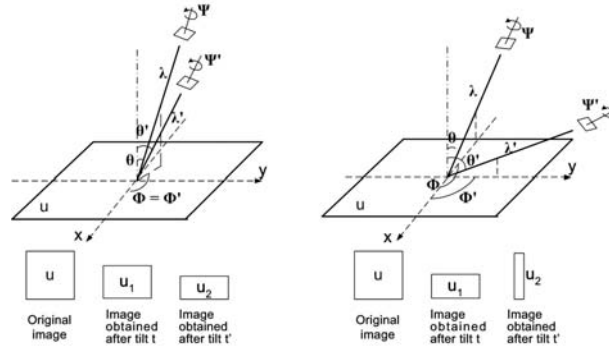 Ψ
Ψ'
λ
λ'
θ'
θ
y
Φ = Φ'
u
x
u
u1
u2
Original image
Image obtained after tilt t
Image obtained after tilt t'
Ψ
λ
Ψ'
θ
θ'
λ'
y
Φ
Φ'
u
x
u
u1
u2
Original image
Image obtained after tilt t
Image obtained after tilt t'